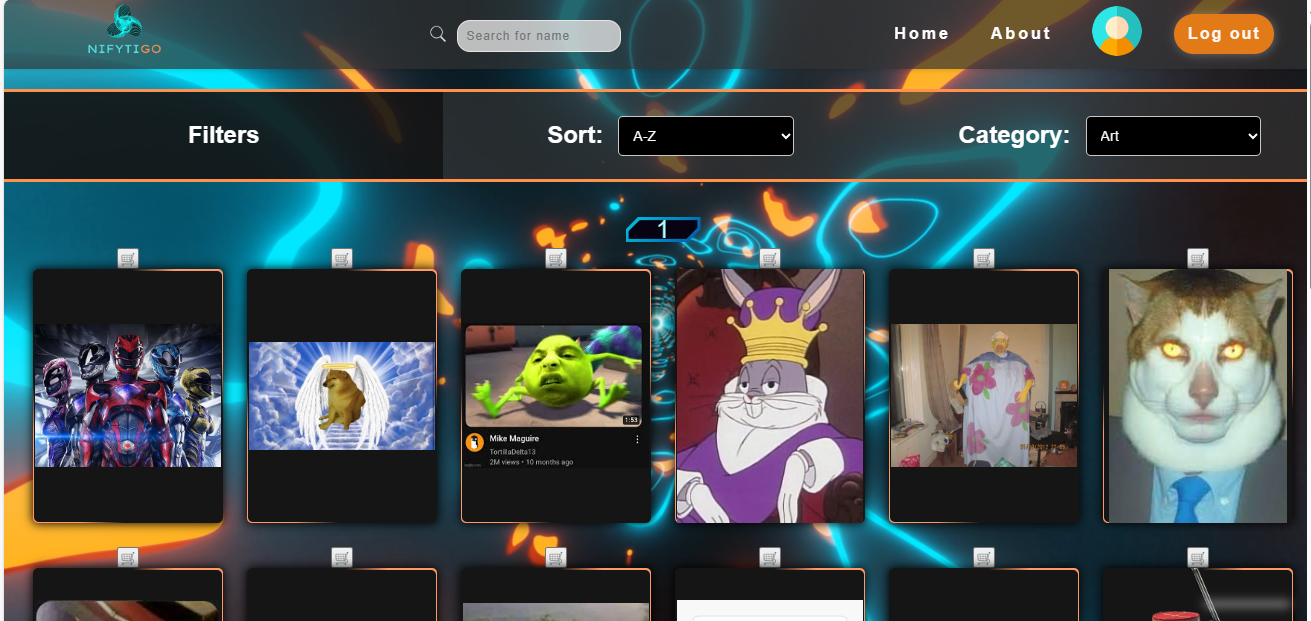 NIFYTIGO
Search for name
Home
About
Log out
Filters
Sort:
A-Z
Category:
Art
1
1:53
Mike Maguire
TortillaDelta13
2M views • 10 months ago